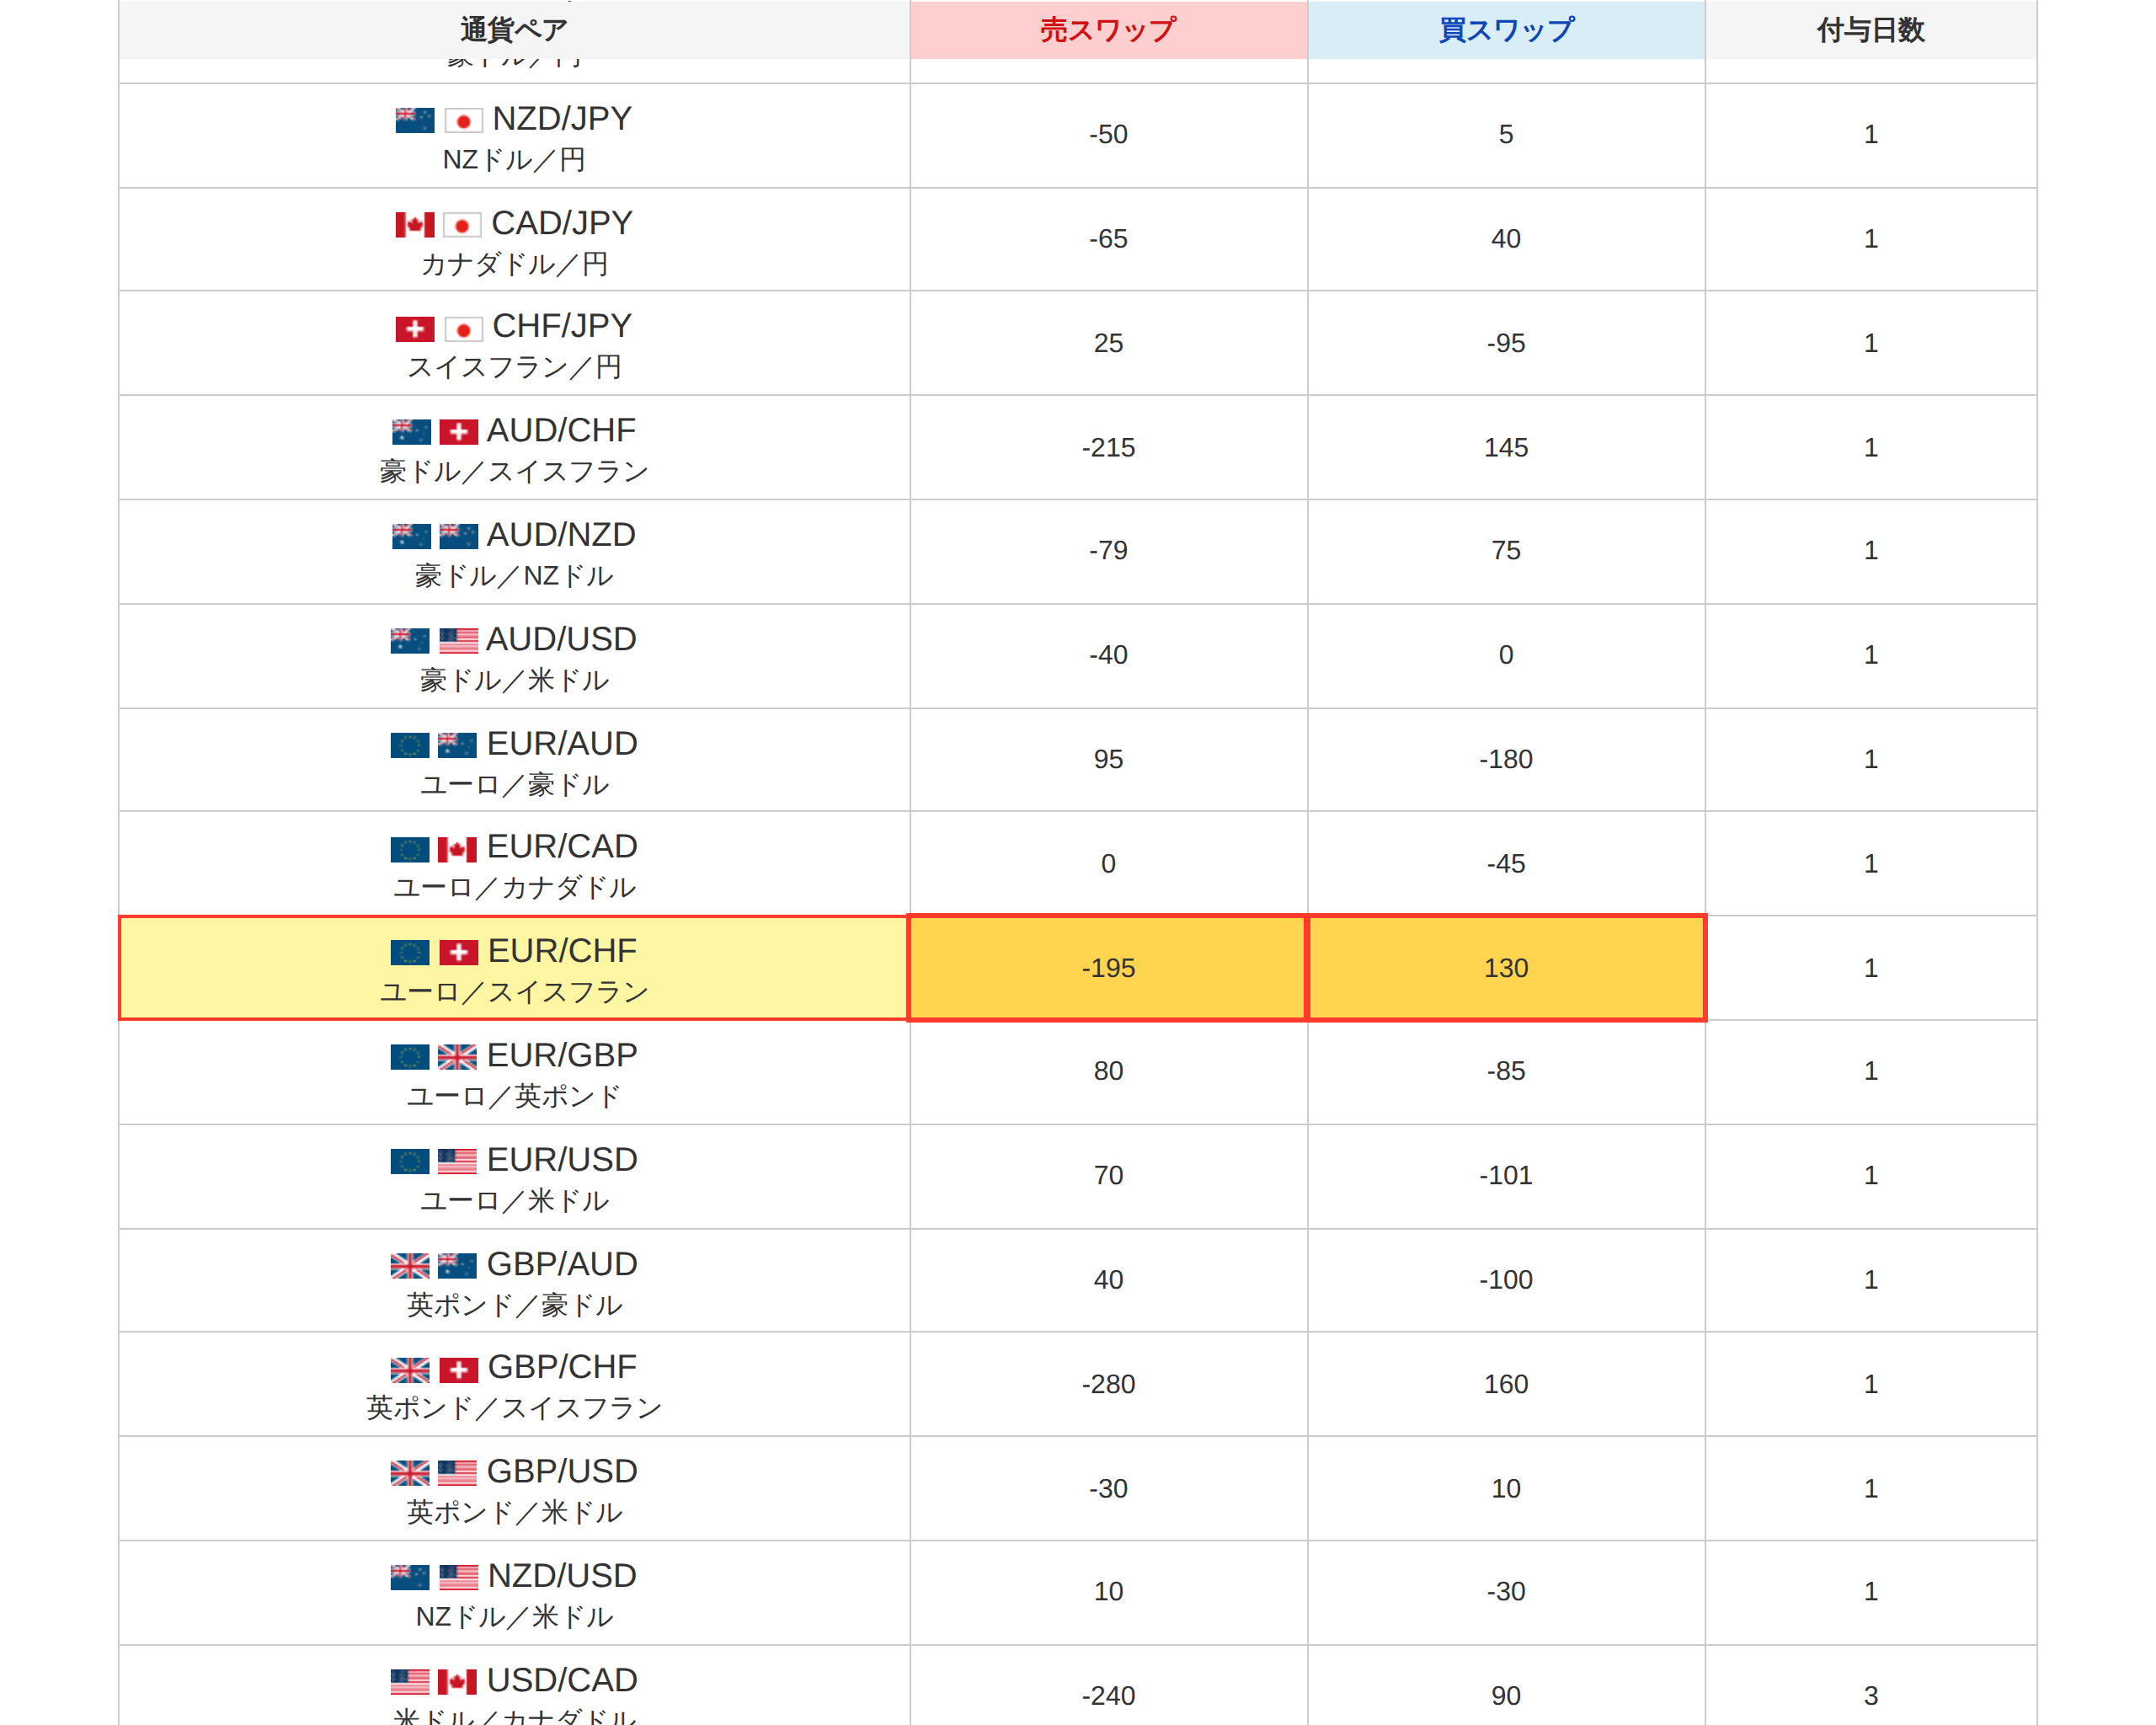 通貨ペア 売スワップ 買スワップ 付与日数
NZD/JPY
NZドル／円 -50 5 1
CAD/JPY
カナダドル／円 -65 40 1
CHF/JPY
スイスフラン／円 25 -95 1
AUD/CHF
豪ドル／スイスフラン -215 145 1
AUD/NZD
豪ドル／NZドル -79 75 1
AUD/USD
豪ドル／米ドル -40 0 1
EUR/AUD
ユーロ／豪ドル 95 -180 1
EUR/CAD
ユーロ／カナダドル 0 -45 1
EUR/CHF
ユーロ／スイスフラン -195 130 1
EUR/GBP
ユーロ／英ポンド 80 -85 1
EUR/USD
ユーロ／米ドル 70 -101 1
GBP/AUD
英ポンド／豪ドル 40 -100 1
GBP/CHF
英ポンド／スイスフラン -280 160 1
GBP/USD
英ポンド／米ドル -30 10 1
NZD/USD
NZドル／米ドル 10 -30 1
USD/CAD
米ドル／カナダドル -240 90 3